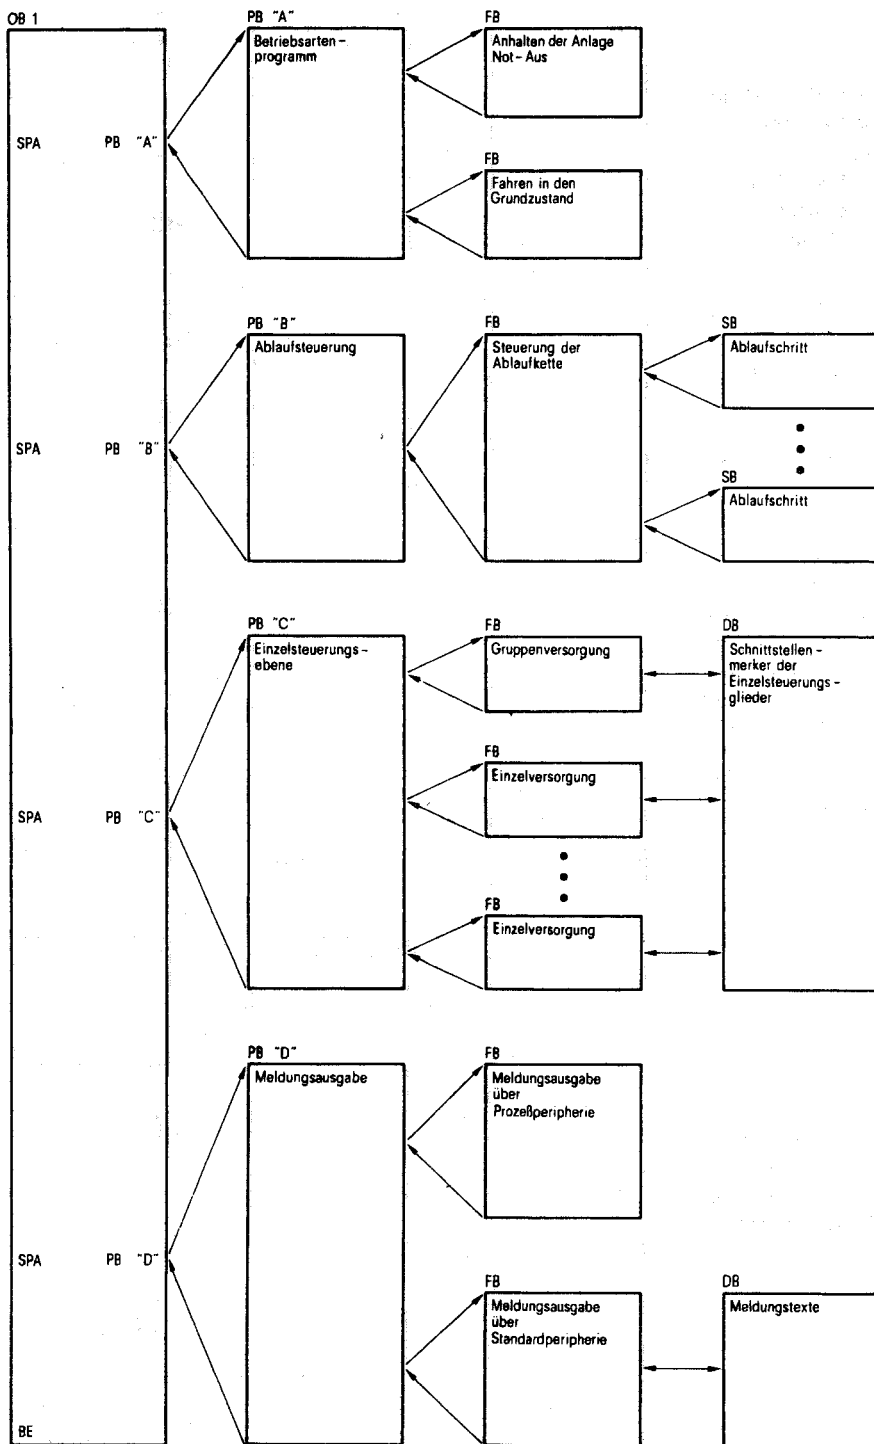 OB 1
PB "A"
Betriebsarten-
programm
FB
Anhalten der Anlage
Not-Aus
SPA PB "A"
FB
Fahren in den
Grundzustand
PB "B"
Ablaufsteuerung
FB
Steuerung der
Ablaufkette
SB
Ablaufschritt
SPA PB "B"
SB
Ablaufschritt
PB "C"
Einzelsteuerungs-
ebene
FB
Gruppenversorgung
DB
Schnittstellen-
merker der
Einzelsteuerungs-
glieder
FB
Einzelversorgung
SPA PB "C"
FB
Einzelversorgung
PB "D"
Meldungsausgabe
FB
Meldungsausgabe
über
Prozeßperipherie
SPA PB "D"
FB
Meldungsausgabe
über
Standardperipherie
DB
Meldungstexte
BE